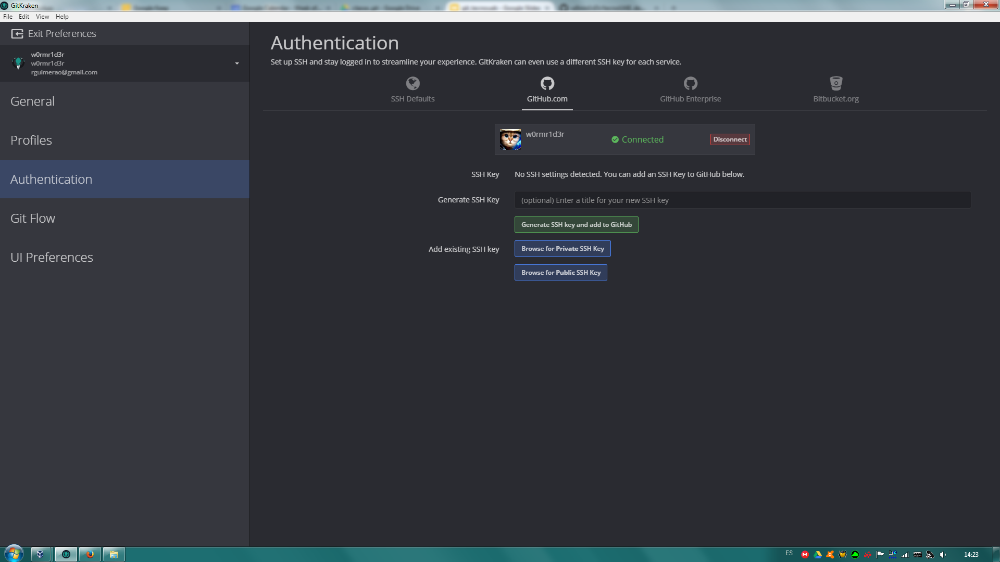 GitKraken
File Edit View Help
Exit Preferences
w0rmr1d3r
w0rmr1d3r
rguimerao@gmail.com
General
Profiles
Authentication
Git Flow
UI Preferences
Authentication
Set up SSH and stay logged in to streamline your experience. GitKraken can even use a different SSH key for each service.
SSH Defaults
GitHub.com
GitHub Enterprise
Bitbucket.org
w0rmr1d3r
Connected
Disconnect
SSH Key
No SSH settings detected. You can add an SSH Key to GitHub below.
Generate SSH Key
(optional) Enter a title for your new SSH key
Generate SSH key and add to GitHub
Add existing SSH key
Browse for Private SSH Key
Browse for Public SSH Key
ES
14:23